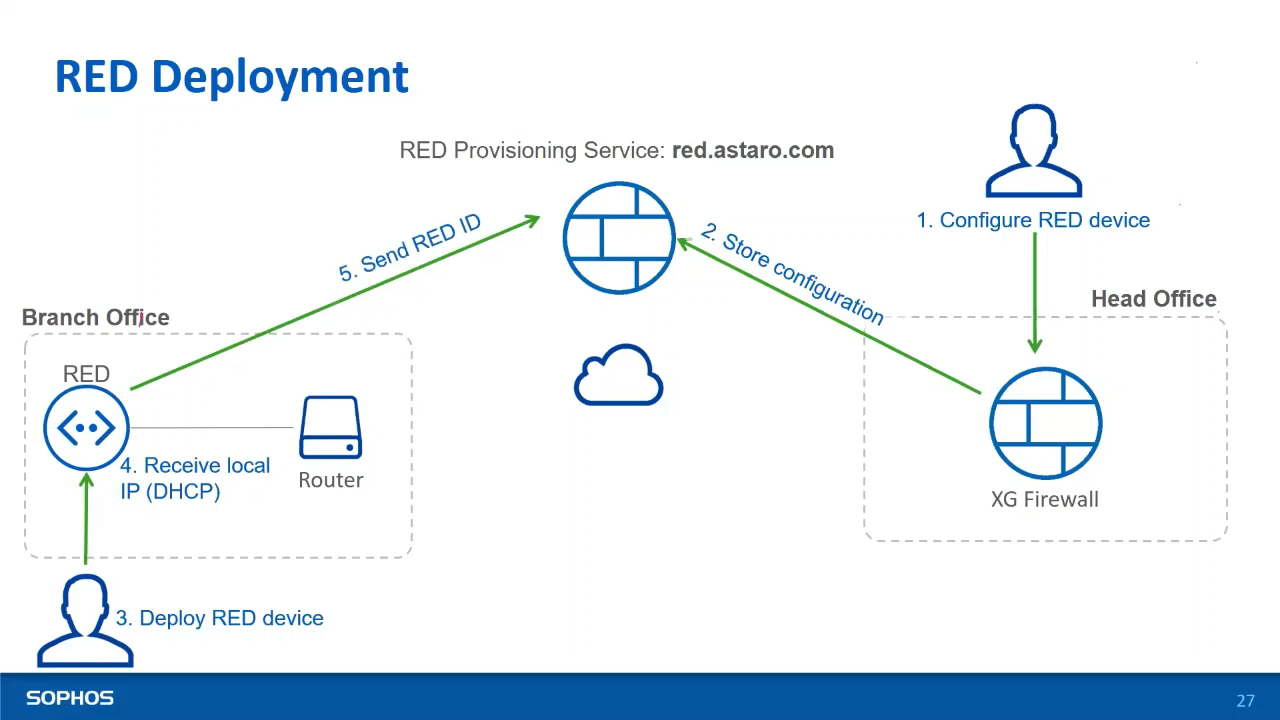 RED Deployment
RED Provisioning Service: red.astaro.com
1. Configure RED device
5. Send RED ID
2. Store configuration
Head Office
Branch Office
RED
4. Receive local
IP (DHCP)
Router
XG Firewall
3. Deploy RED device
SOPHOS
27